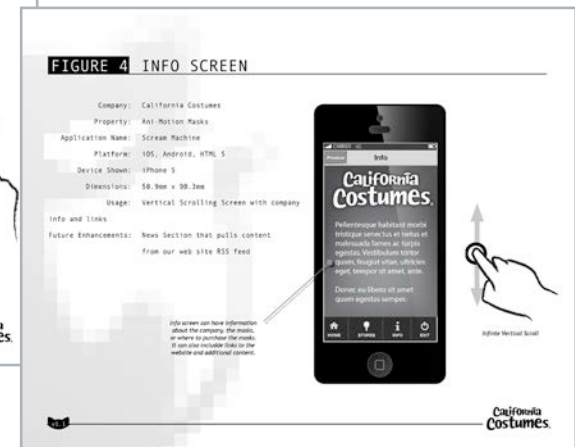 FIGURE 4 INFO SCREEN
Company: California Costumes
Property: Ani-Motion Masks
Application Name: Scream Machine
Platform: iOS, Android, HTML 5
Device Shown: iPhone 5
Dimensions: 50.9mm x 90.3mm
Usage: Vertical Scrolling Screen with company
info and links
Future Enhancements: News Section that pulls content
from our web site RSS feed
Info screen can have information
about the company, the masks,
or where to purchase the masks.
It can also include links to the
website and additional content.
CARRIER
Previous
Info
California
Costumes.
Pellentesque habitant morbi
tristique senectus et netus et
malesuada fames ac turpis
egestas. Vestibulum tortor
quam, feugiat vitae, ultricies
eget, tempor sit amet, ante.
Donec eu libero sit amet
quam egestas semper.
HOME
STORES
INFO
EXIT
Infinite Vertical Scroll
California
Costumes.